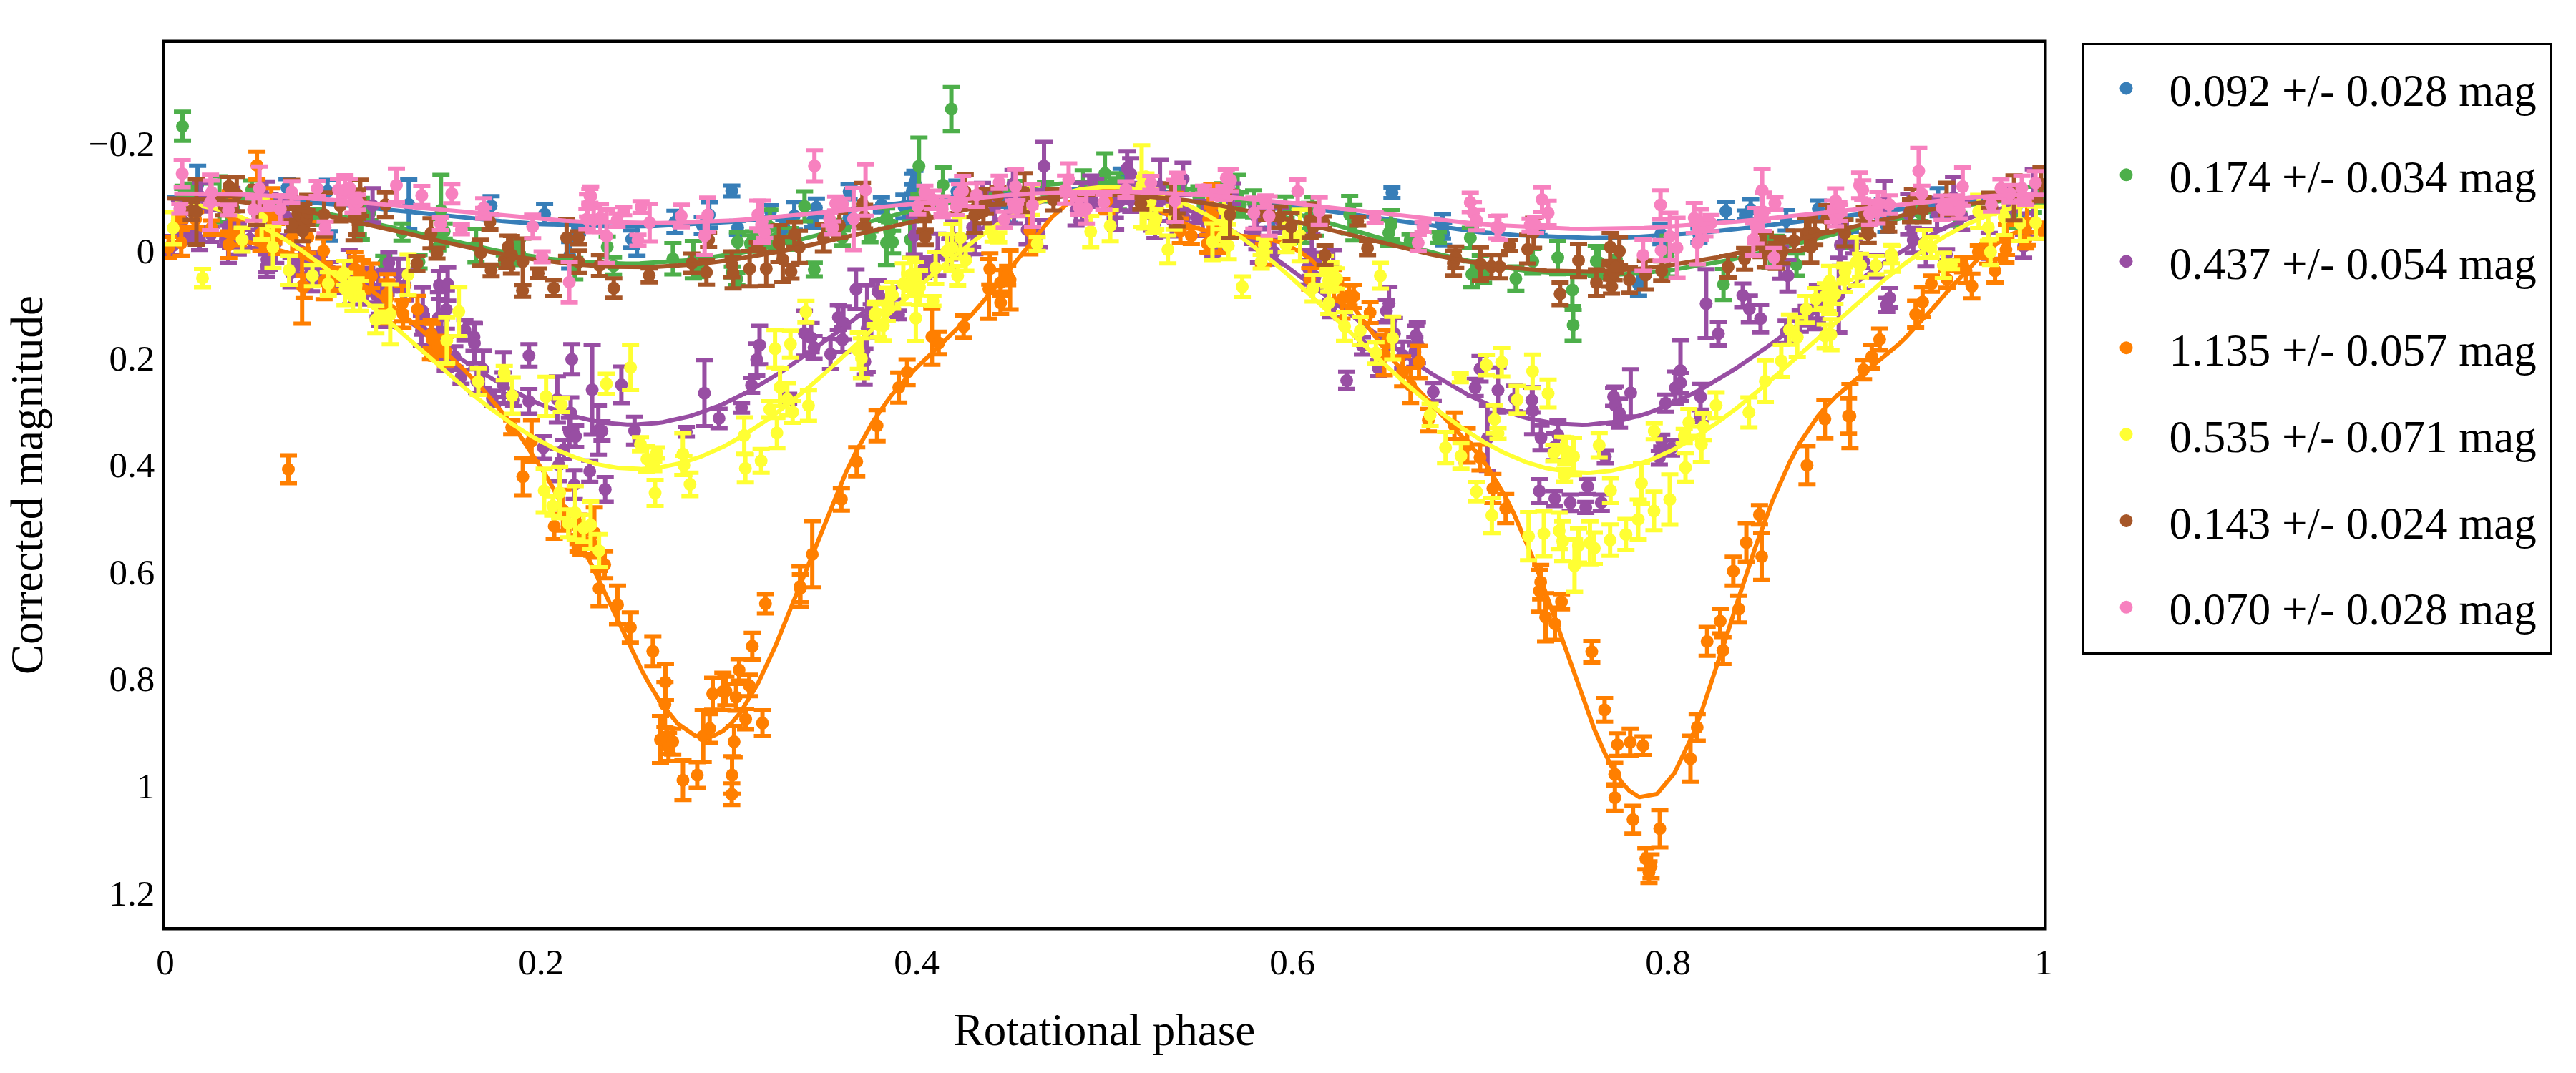 Corrected magnitude
−0.2
0
0.2
0.4
0.6
0.8
1
1.2
0
0.2
0.4
0.6
0.8
1
Rotational phase
0.092 +/- 0.028 mag
0.174 +/- 0.034 mag
0.437 +/- 0.054 mag
1.135 +/- 0.057 mag
0.535 +/- 0.071 mag
0.143 +/- 0.024 mag
0.070 +/- 0.028 mag